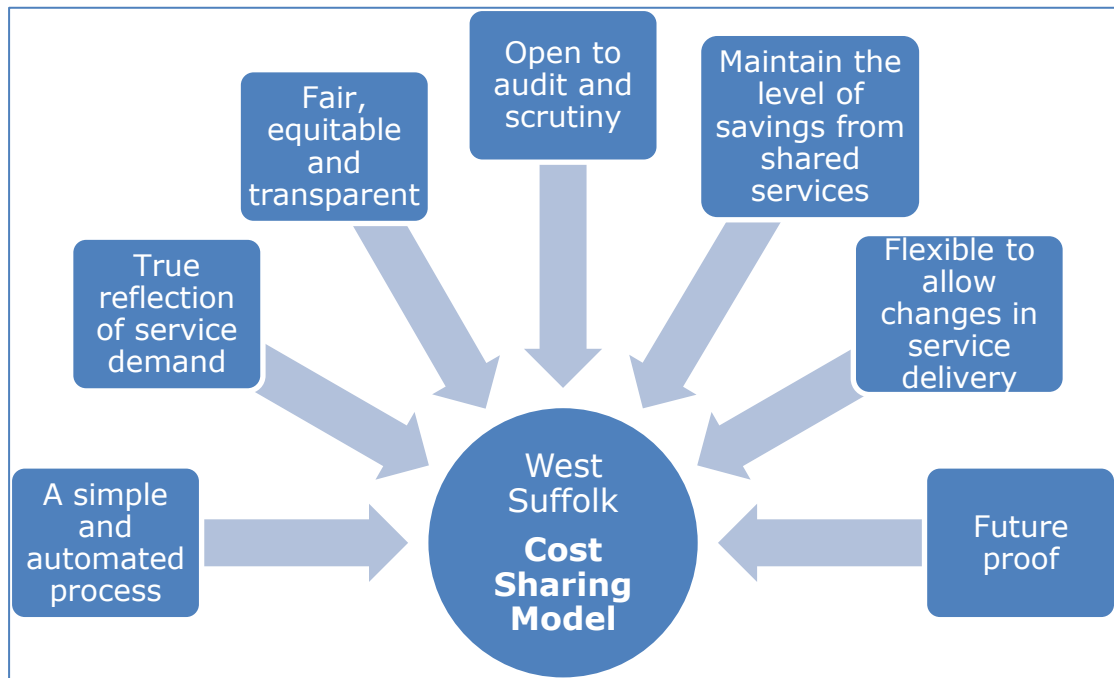 Open to
audit and
scrutiny
Maintain the
level of
savings from
shared
services
Fair,
equitable
and
transparent
True
reflection
of service
demand
Flexible to
allow
changes in
service
delivery
A simple
and
automated
process
West
Suffolk
Cost
Sharing
Model
Future
proof